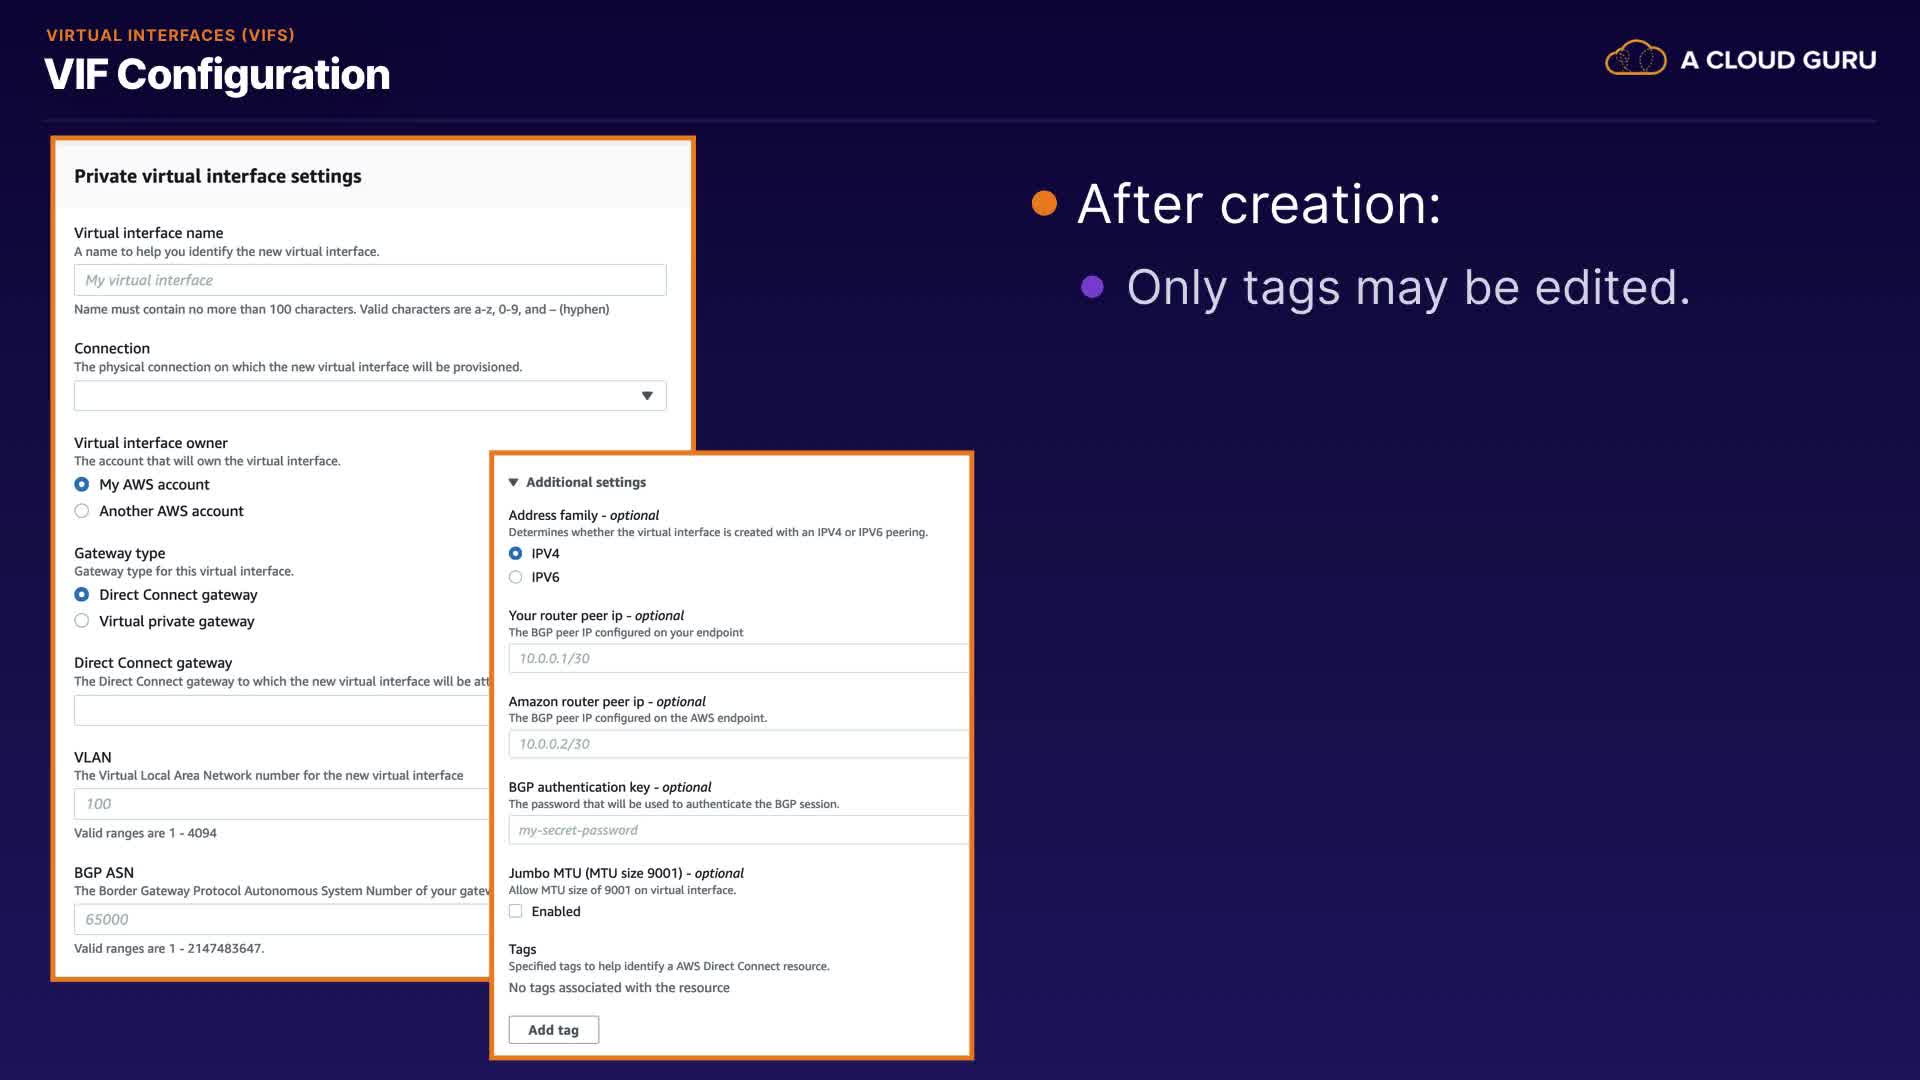 VIRTUAL INTERFACES (VIFS)
VIF Configuration
A CLOUD GURU
Private virtual interface settings
Virtual interface name
A name to help you identify the new virtual interface.
My virtual interface
Name must contain no more than 100 characters. Valid characters are a-z, 0-9, and – (hyphen)
Connection
The physical connection on which the new virtual interface will be provisioned.
Virtual interface owner
The account that will own the virtual interface.
My AWS account
Another AWS account
Gateway type
Gateway type for this virtual interface.
Direct Connect gateway
Virtual private gateway
Direct Connect gateway
The Direct Connect gateway to which the new virtual interface will be att
VLAN
The Virtual Local Area Network number for the new virtual interface
100
Valid ranges are 1 - 4094
BGP ASN
The Border Gateway Protocol Autonomous System Number of your gatew
65000
Valid ranges are 1 - 2147483647.
Additional settings
Address family - optional
Determines whether the virtual interface is created with an IPV4 or IPV6 peering.
IPV4
IPV6
Your router peer ip - optional
The BGP peer IP configured on your endpoint
10.0.0.1/30
Amazon router peer ip - optional
The BGP peer IP configured on the AWS endpoint.
10.0.0.2/30
BGP authentication key - optional
The password that will be used to authenticate the BGP session.
my-secret-password
Jumbo MTU (MTU size 9001) - optional
Allow MTU size of 9001 on virtual interface.
Enabled
Tags
Specified tags to help identify a AWS Direct Connect resource.
No tags associated with the resource
Add tag
After creation:
Only tags may be edited.